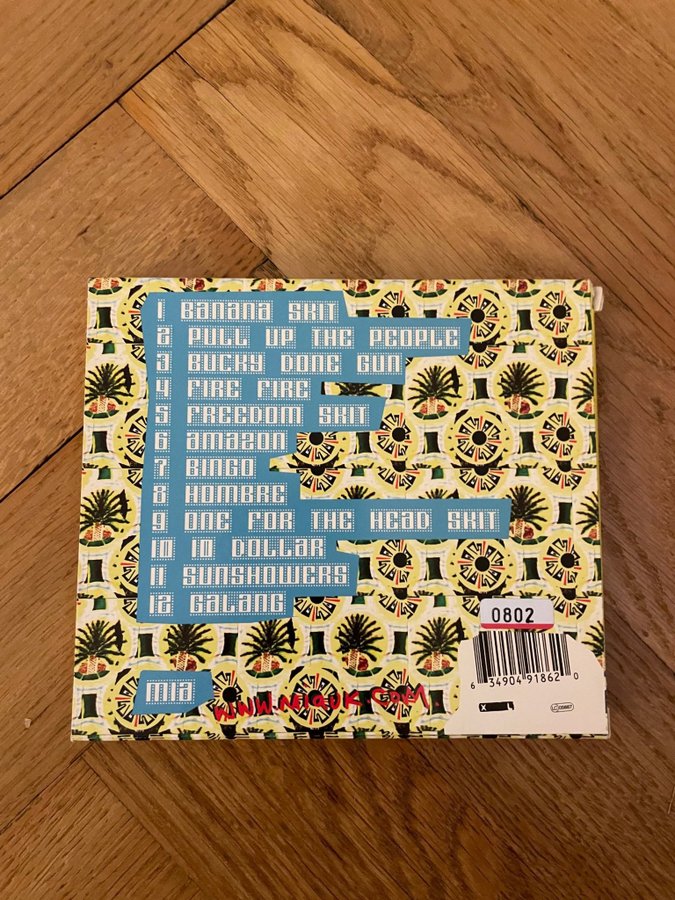 1 BANANA SKIT
2 PULL UP THE PEOPLE
3 BUCKY DONE GUN
4 FIRE FIRE
5 FREEDOM SKIT
6 AMAZON
7 BINGO
8 HOMBRE
9 ONE FOR THE HEAD SKIT
10 10 DOLLAR
11 SUNSHOWERS
12 GALANG
0802
6 34904 91862 0
MIA
WWW.MIAUK.COM.